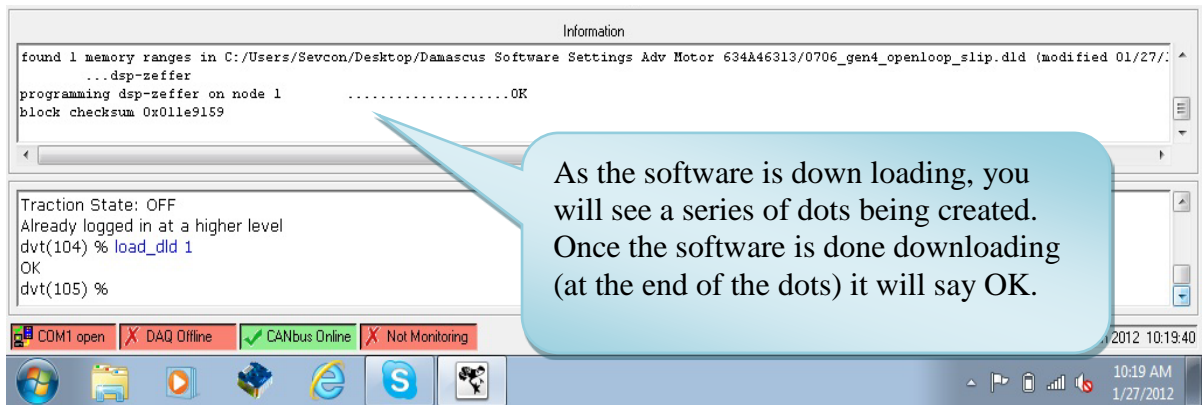 Information
found 1 memory ranges in C:/Users/Sevcon/Desktop/Damascus Software Settings Adv Motor 634A46313/0706_gen4_openloop_slip.dld (modified 01/27/
...dsp-zeffer
programming dsp-zeffer on node 1 ....................OK
block checksum 0x011e9159
As the software is down loading, you
will see a series of dots being created.
Once the software is done downloading
(at the end of the dots) it will say OK.
Traction State: OFF
Already logged in at a higher level
dvt(104) % load_dld 1
OK
dvt(105) %
COM1 open DAQ Offline CANbus Online Not Monitoring 2012 10:19:40
10:19 AM
1/27/2012